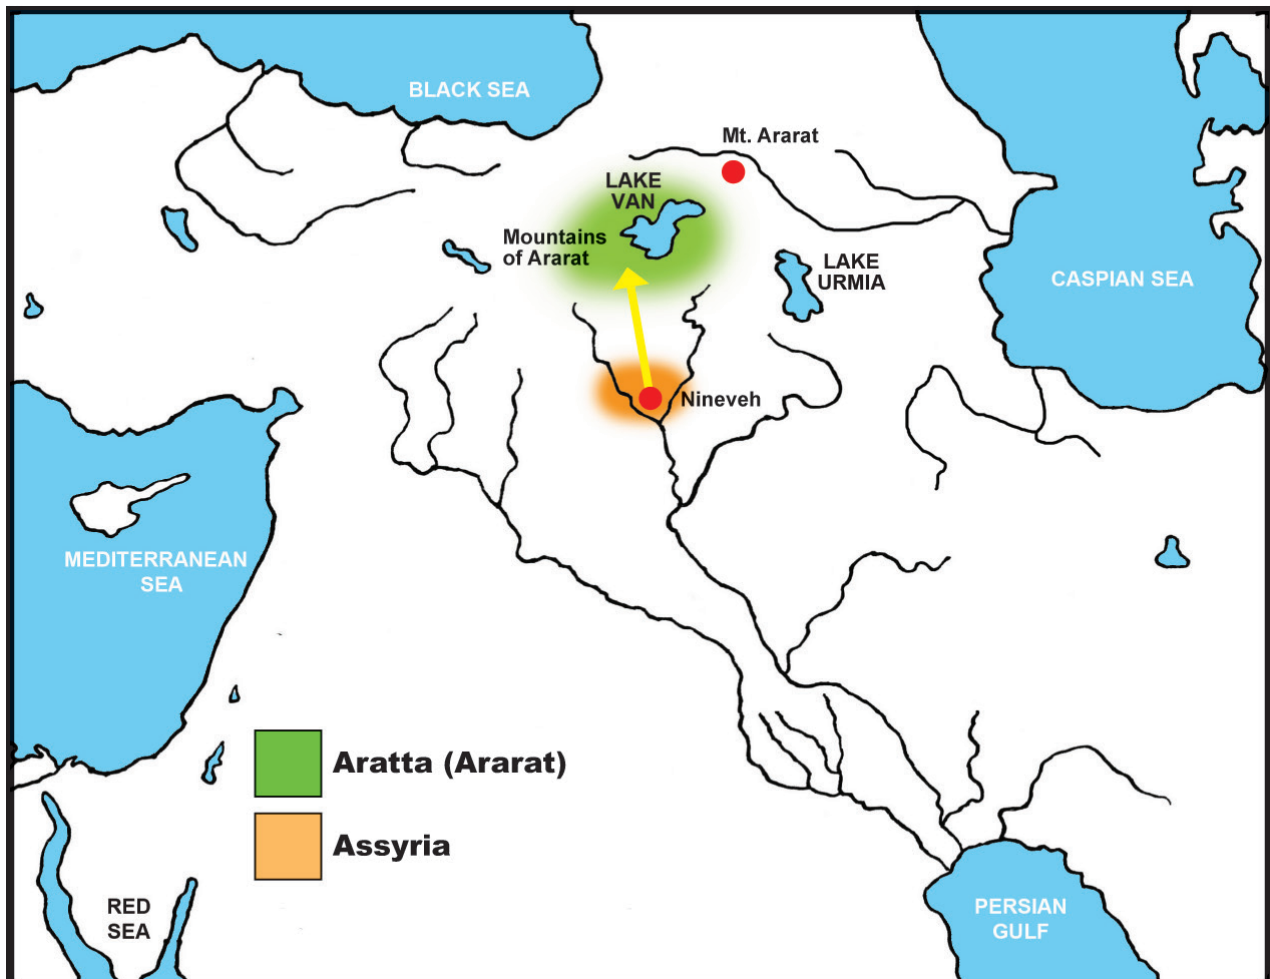 BLACK SEA
Mt. Ararat
LAKE
VAN
Mountains
of Ararat
LAKE
URMIA
CASPIAN SEA
Nineveh
MEDITERRANEAN
SEA
Aratta (Ararat)
Assyria
RED
SEA
PERSIAN
GULF